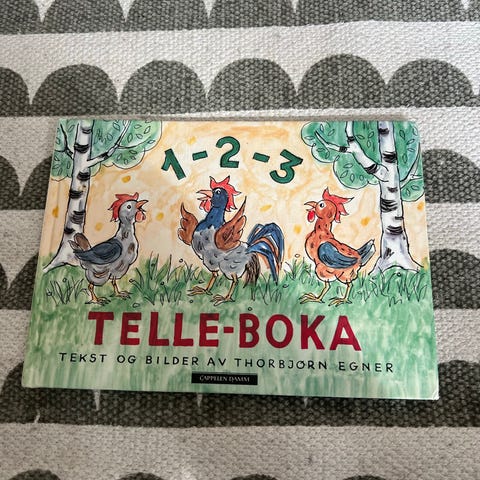 1-2-3
TELLE-BOKA
TEKST OG BILDER AV THORBJØRN EGNER
CAPPELEN DAMM